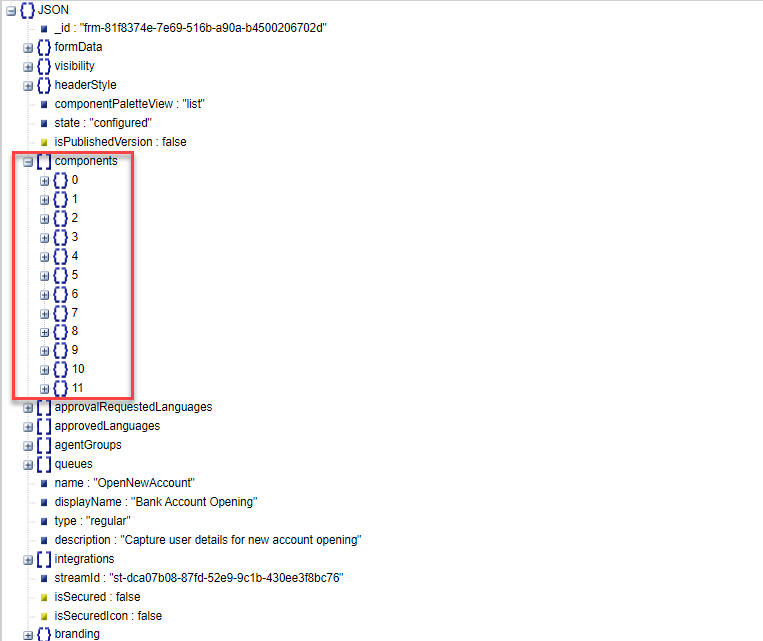 JSON
_id : "frm-81f8374e-7e69-516b-a90a-b4500206702d"
formData
visibility
headerStyle
componentPaletteView : "list"
state : "configured"
isPublishedVersion : false
components
0
1
2
3
4
5
6
7
8
9
10
11
approvalRequestedLanguages
approvedLanguages
agentGroups
queues
name : "OpenNewAccount"
displayName : "Bank Account Opening"
type : "regular"
description : "Capture user details for new account opening"
integrations
streamId : "st-dca07b08-87fd-52e9-9c1b-430ee3f8bc76"
isSecured : false
isSecuredIcon : false
branding